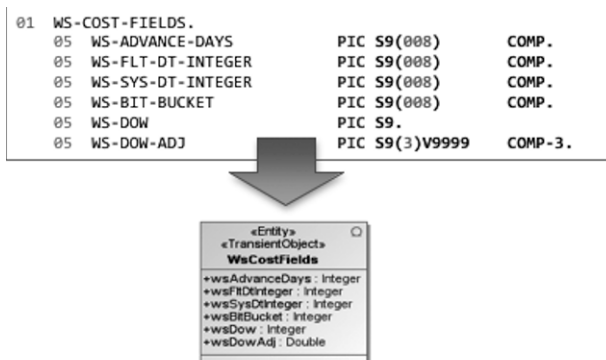 01 WS-COST-FIELDS.
05 WS-ADVANCE-DAYS PIC S9(008) COMP.
05 WS-FLT-DT-INTEGER PIC S9(008) COMP.
05 WS-SYS-DT-INTEGER PIC S9(008) COMP.
05 WS-BIT-BUCKET PIC S9(008) COMP.
05 WS-DOW PIC S9.
05 WS-DOW-ADJ PIC S9(3)V9999 COMP-3.
«Entity»
«TransientObject»
WsCostFields
+wsAdvanceDays : Integer
+wsFltDtInteger : Integer
+wsSysDtInteger : Integer
+wsBitBucket : Integer
+wsDow : Integer
+wsDowAdj : Double